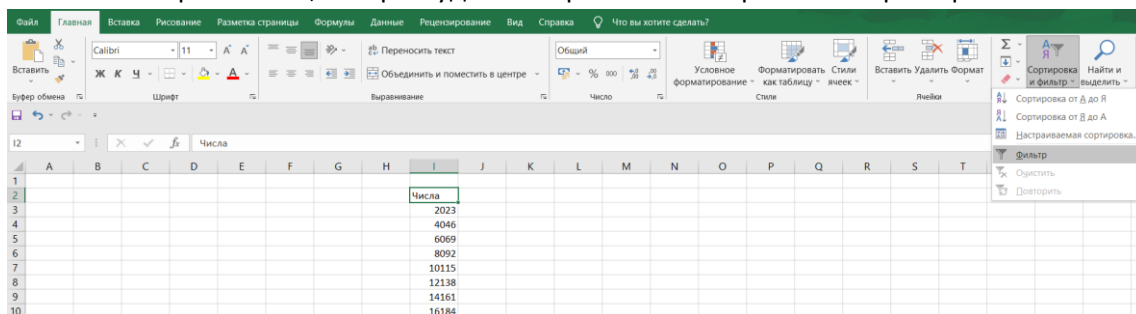 Файл Главная Вставка Рисование Разметка страницы Формулы Данные Рецензирование Вид Справка Что вы хотите сделать?
Вставить
Calibri 11 A A
Ж К Ч A
Переносить текст
Объединить и поместить в центре
Общий
% 000
Условное форматирование
Форматировать как таблицу
Стили ячеек
Вставить Удалить Формат
Σ
Сортировка и фильтр
Найти и выделить
Буфер обмена Шрифт Выравнивание Число Стили Ячейки
Сортировка от А до Я
Сортировка от Я до А
Настраиваемая сортировка..
Фильтр
Очистить
Повторить
I2 fx Числа
A B C D E F G H I J K L M N O P Q R S T
1
2 Числа
3 2023
4 4046
5 6069
6 8092
7 10115
8 12138
9 14161
10 16184